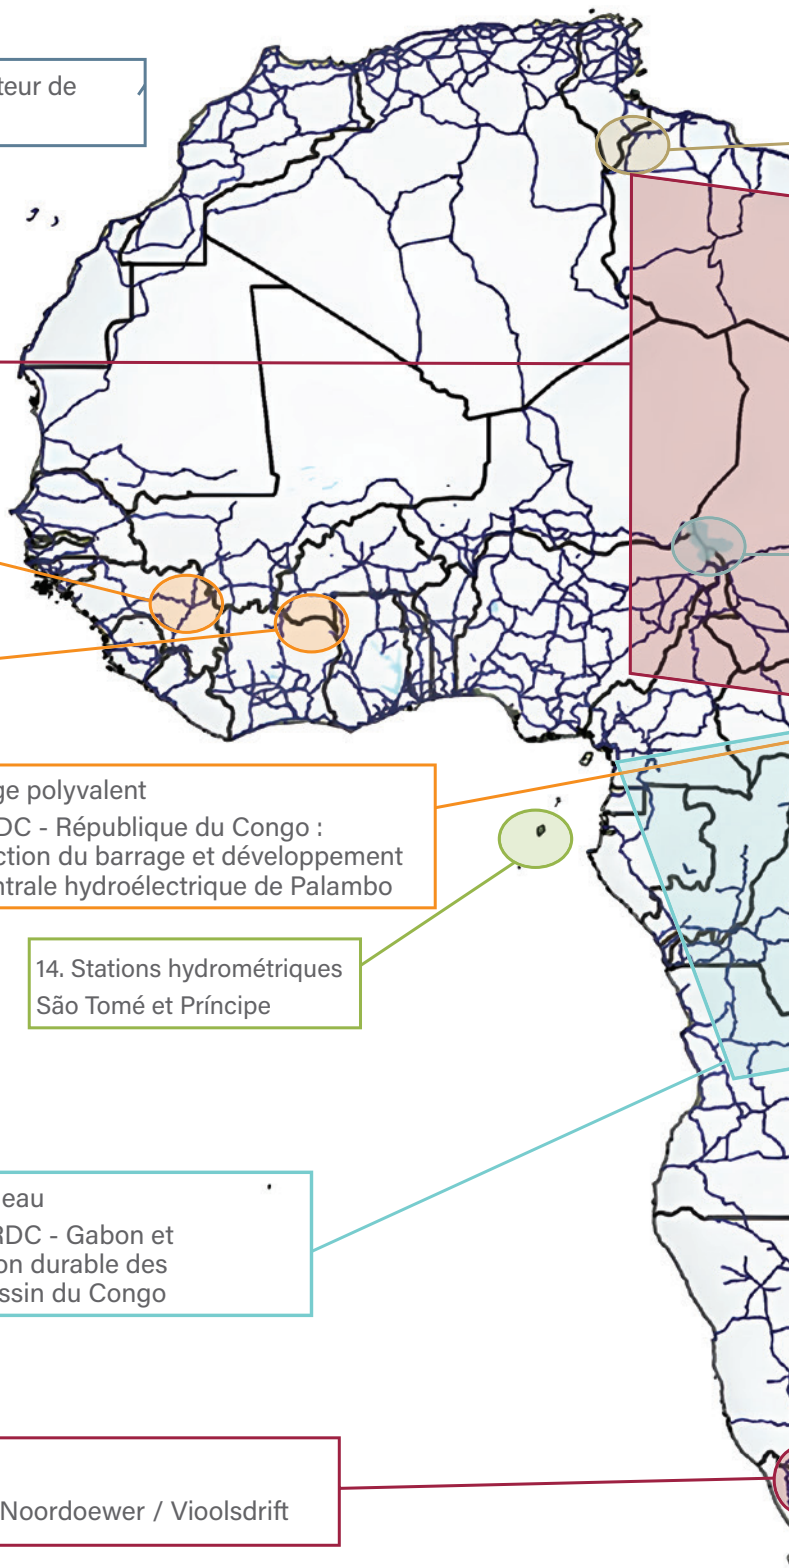 teur de
ge polyvalent
DC - République du Congo :
ction du barrage et développement
ntrale hydroélectrique de Palambo
14. Stations hydrométriques
São Tomé et Príncipe
eau
RDC - Gabon et
on durable des
ssin du Congo
Noordoewer / Vioolsdrift